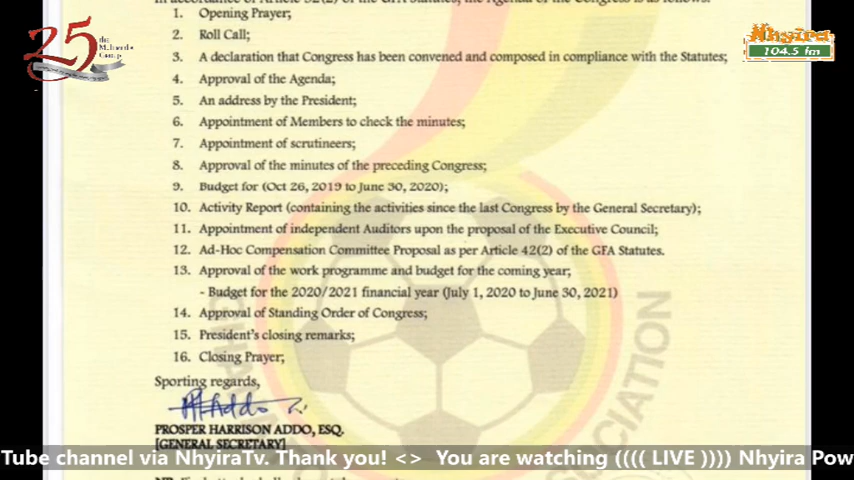 In accordance of Article 32(2) of the GFA Statutes, the Agenda of the Congress is as follows:
25 the Multimedia Group
Nhyira
104.5 fm
1. Opening Prayer;
2. Roll Call;
3. A declaration that Congress has been convened and composed in compliance with the Statutes;
4. Approval of the Agenda;
5. An address by the President;
6. Appointment of Members to check the minutes;
7. Appointment of scrutineers;
8. Approval of the minutes of the preceding Congress;
9. Budget for (Oct 26, 2019 to June 30, 2020);
10. Activity Report (containing the activities since the last Congress by the General Secretary);
11. Appointment of independent Auditors upon the proposal of the Executive Council;
12. Ad-Hoc Compensation Committee Proposal as per Article 42(2) of the GFA Statutes.
13. Approval of the work programme and budget for the coming year;
- Budget for the 2020/2021 financial year (July 1, 2020 to June 30, 2021)
14. Approval of Standing Order of Congress;
15. President's closing remarks;
16. Closing Prayer;
Sporting regards,
PROSPER HARRISON ADDO, ESQ.
[GENERAL SECRETARY]
Tube channel via NhyiraTv. Thank you! <> You are watching (((( LIVE )))) Nhyira Pow